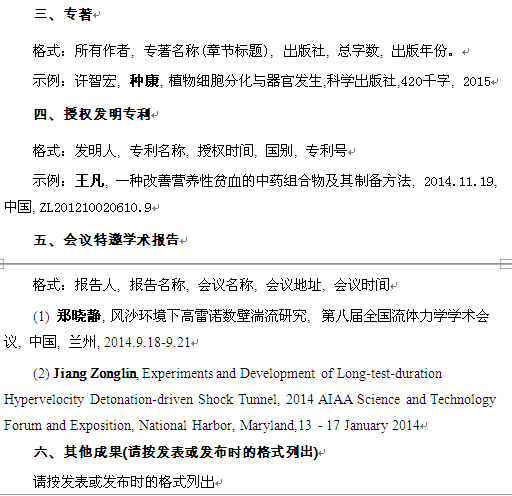 三、专著
格式：所有作者，专著名称(章节标题)，出版社，总字数，出版年份。
示例：许智宏, 种康, 植物细胞分化与器官发生,科学出版社,420千字, 2015
四、授权发明专利
格式：发明人, 专利名称, 授权时间, 国别, 专利号
示例：王凡, 一种改善营养性贫血的中药组合物及其制备方法, 2014.11.19,
中国, ZL201210020610.9
五、会议特邀学术报告
格式：报告人, 报告名称, 会议名称, 会议地址, 会议时间
(1) 郑晓静, 风沙环境下高雷诺数壁湍流研究, 第八届全国流体力学学术会
议, 中国, 兰州, 2014.9.18-9.21
(2) Jiang Zonglin, Experiments and Development of Long-test-duration
Hypervelocity Detonation-driven Shock Tunnel, 2014 AIAA Science and Technology
Forum and Exposition, National Harbor, Maryland,13 - 17 January 2014
六、其他成果(请按发表或发布时的格式列出)
请按发表或发布时的格式列出